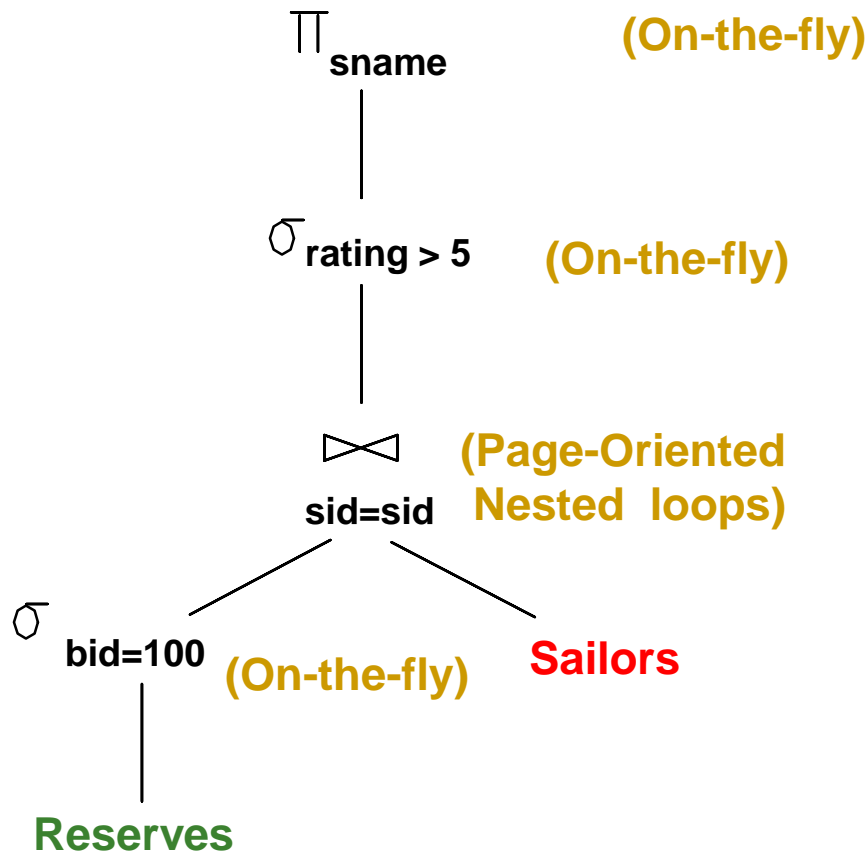 π sname (On-the-fly)
σ rating > 5 (On-the-fly)
⋈ (Page-Oriented
sid=sid Nested loops)
σ bid=100 (On-the-fly)
Sailors
Reserves